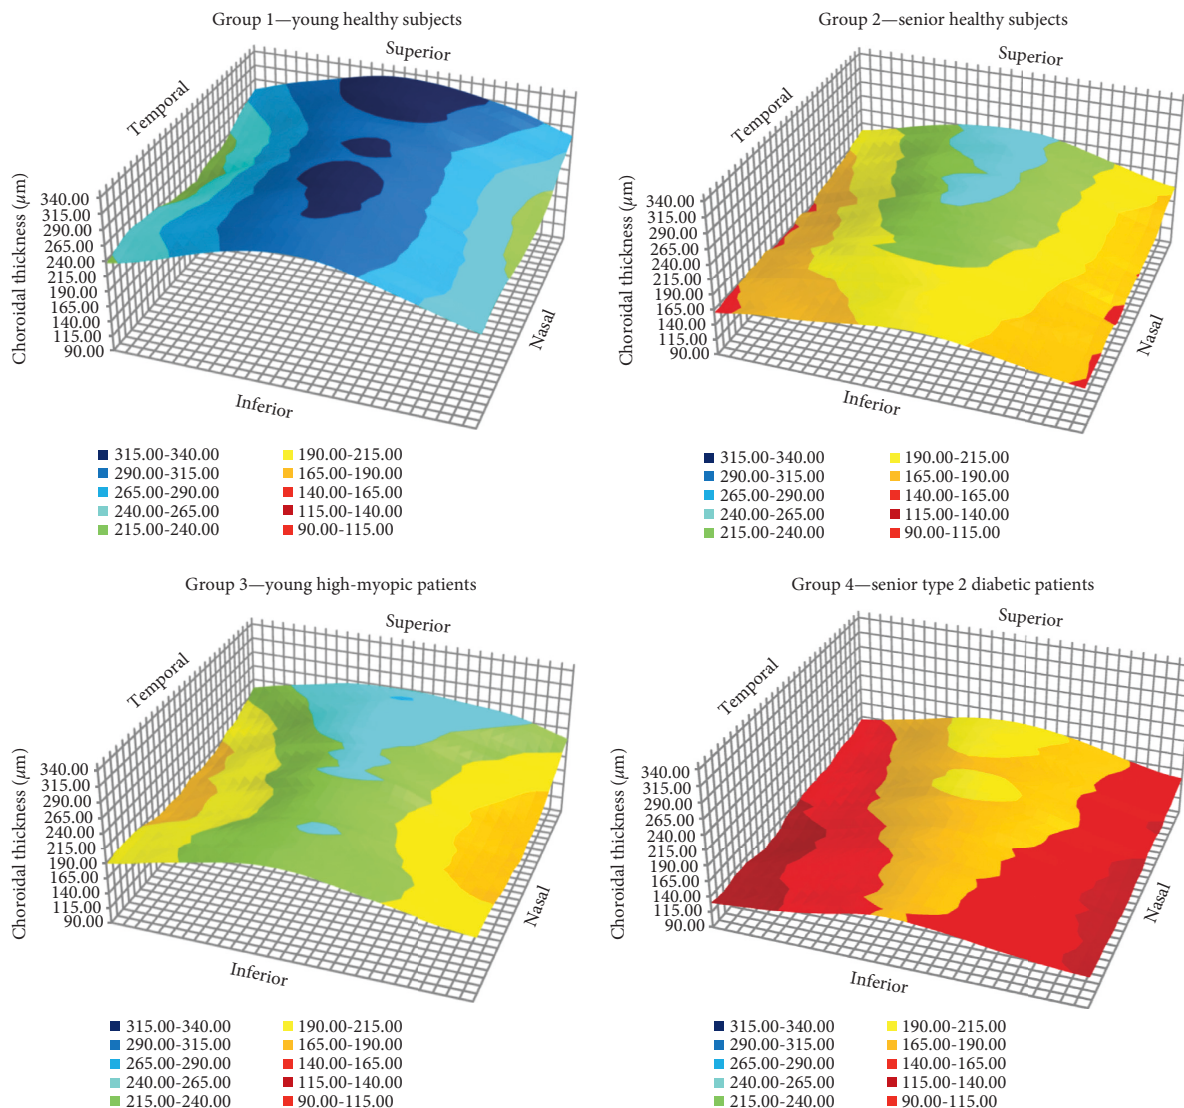 Group 1—young healthy subjects
Superior
Temporal
Choroidal thickness (μm)
340.00
315.00
290.00
265.00
240.00
215.00
190.00
165.00
140.00
115.00
90.00
Nasal
Inferior
315.00-340.00 190.00-215.00
290.00-315.00 165.00-190.00
265.00-290.00 140.00-165.00
240.00-265.00 115.00-140.00
215.00-240.00 90.00-115.00
Group 2—senior healthy subjects
Superior
Temporal
Choroidal thickness (μm)
340.00
315.00
290.00
265.00
240.00
215.00
190.00
165.00
140.00
115.00
90.00
Nasal
Inferior
315.00-340.00 190.00-215.00
290.00-315.00 165.00-190.00
265.00-290.00 140.00-165.00
240.00-265.00 115.00-140.00
215.00-240.00 90.00-115.00
Group 3—young high-myopic patients
Superior
Temporal
Choroidal thickness (μm)
340.00
315.00
290.00
265.00
240.00
215.00
190.00
165.00
140.00
115.00
90.00
Nasal
Inferior
315.00-340.00 190.00-215.00
290.00-315.00 165.00-190.00
265.00-290.00 140.00-165.00
240.00-265.00 115.00-140.00
215.00-240.00 90.00-115.00
Group 4—senior type 2 diabetic patients
Superior
Temporal
Choroidal thickness (μm)
340.00
315.00
290.00
265.00
240.00
215.00
190.00
165.00
140.00
115.00
90.00
Nasal
Inferior
315.00-340.00 190.00-215.00
290.00-315.00 165.00-190.00
265.00-290.00 140.00-165.00
240.00-265.00 115.00-140.00
215.00-240.00 90.00-115.00